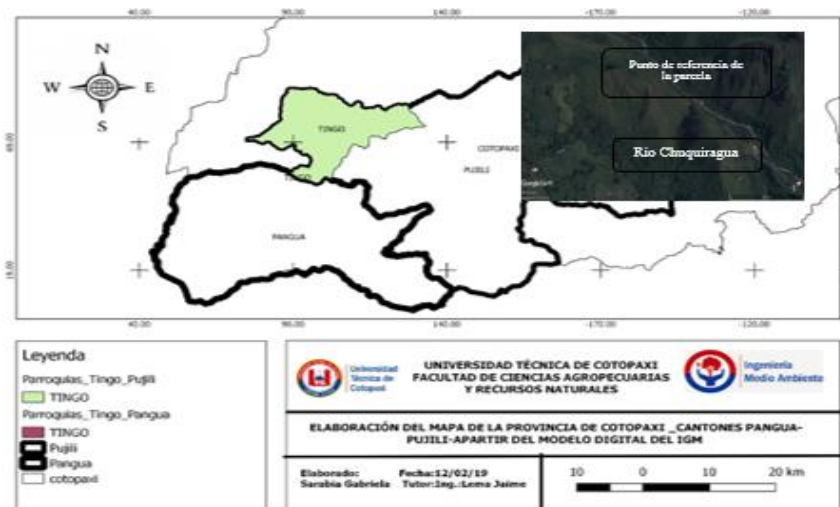 40.00 90.00 140.00 -170.00 -120.00
N
W E
S
Punto de referencia de
la parcela
Río Chuquiragua
TINGO
COTOPAXI
PUJILI
PANGUA
40.00 90.00 140.00 -170.00 -120.00
Leyenda
Parroquias_Tingo_Pujili
TINGO
Parroquias_Tingo_Pangua
TINGO
Pujili
Pangua
cotopaxi
Universidad
Técnica de
Cotopaxi
UNIVERSIDAD TÉCNICA DE COTOPAXI
FACULTAD DE CIENCIAS AGROPECUARIAS
Y RECURSOS NATURALES
Ingeniería
Medio Ambiente
ELABORACIÓN DEL MAPA DE LA PROVINCIA DE COTOPAXI _CANTONES PANGUA-
PUJILI-APARTIR DEL MODELO DIGITAL DEL IGM
Elaborado: Fecha:12/02/19
Sarabia Gabriela Tutor:Ing.:Lema Jaime
10 0 10 20 km